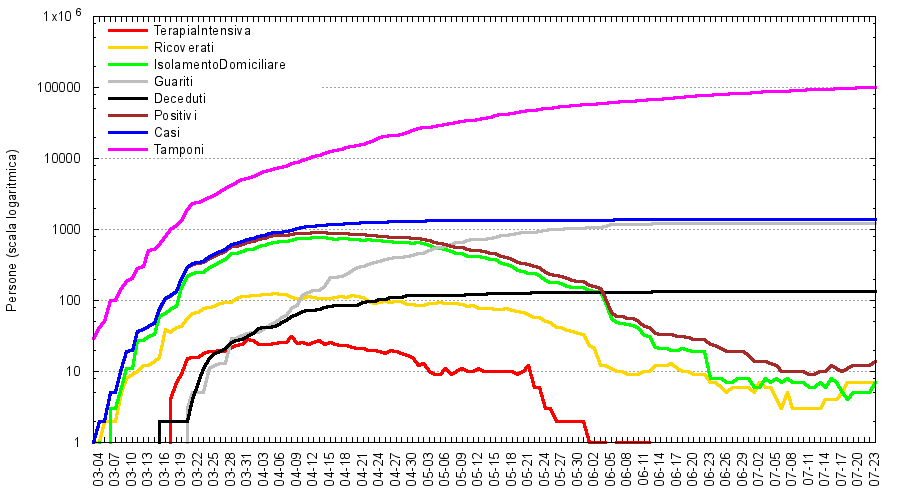 1x10 6
TerapiaIntensiva
Ricoverati
IsolamentoDomiciliare
Guariti
Deceduti
Positivi
Casi
Tamponi
100000
10000
1000
100
10
1
Persone (scala logaritmica)
03-04 03-07 03-10 03-13 03-16 03-19 03-22 03-25 03-28 03-31 04-03 04-06 04-09 04-12 04-15 04-18 04-21 04-24 04-27 04-30 05-03 05-06 05-09 05-12 05-15 05-18 05-21 05-24 05-27 05-30 06-02 06-05 06-08 06-11 06-14 06-17 06-20 06-23 06-26 06-29 07-02 07-05 07-08 07-11 07-14 07-17 07-20 07-23